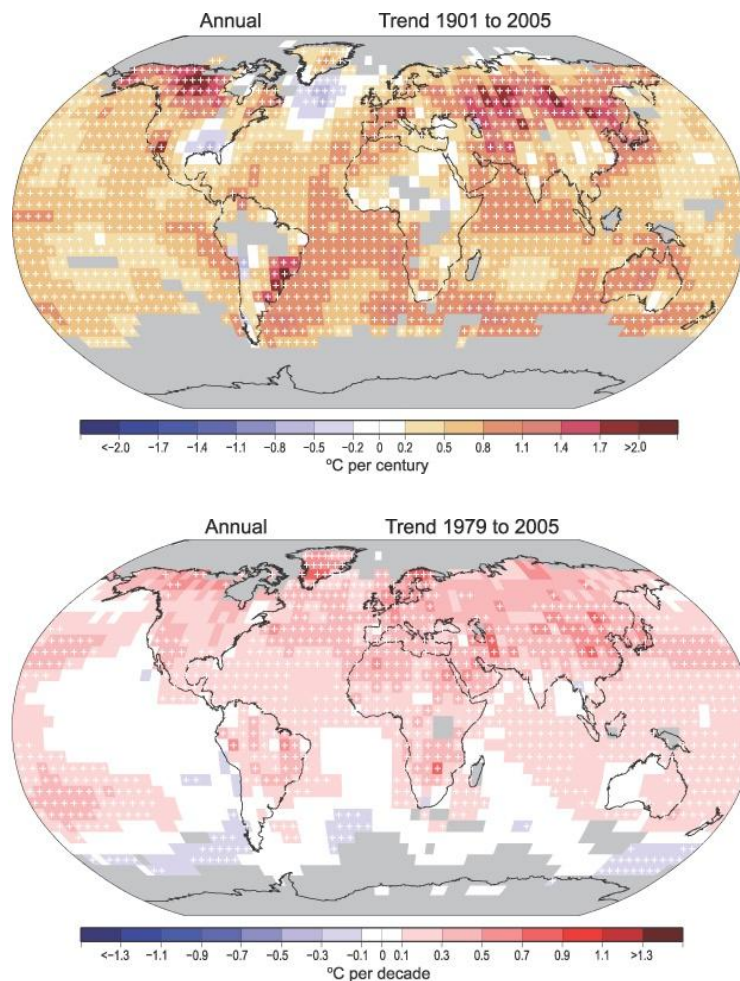 Annual Trend 1901 to 2005
<-2.0 -1.7 -1.4 -1.1 -0.8 -0.5 -0.2 0 0.2 0.5 0.8 1.1 1.4 1.7 >2.0
ºC per century
Annual Trend 1979 to 2005
<-1.3 -1.1 -0.9 -0.7 -0.5 -0.3 -0.1 0 0.1 0.3 0.5 0.7 0.9 1.1 >1.3
ºC per decade